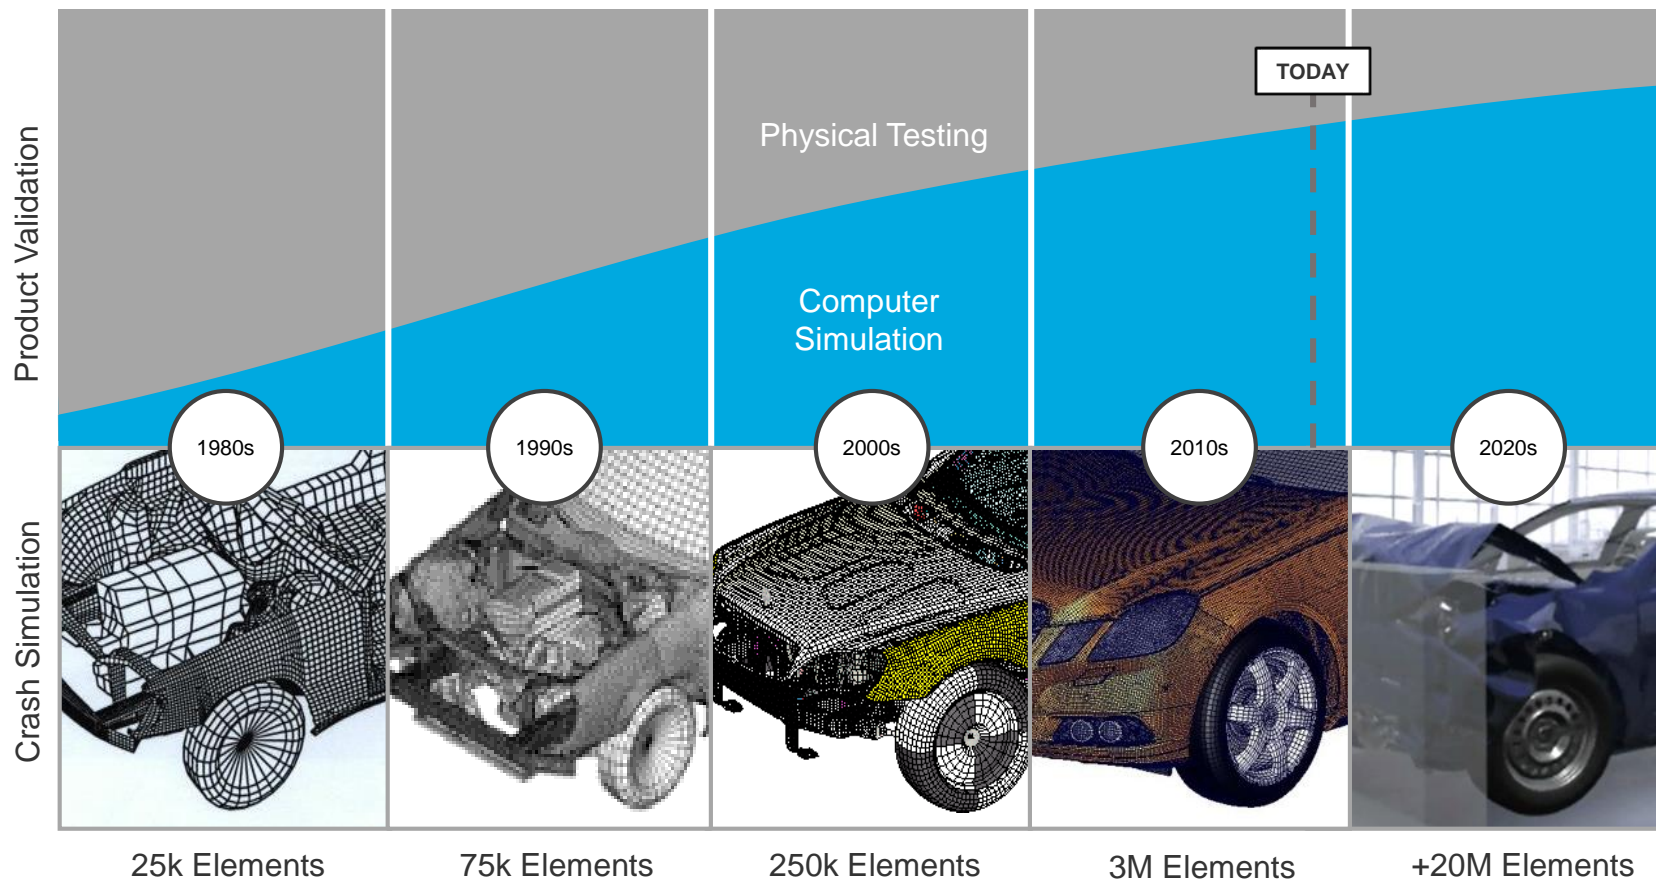 TODAY
Physical Testing
Computer
Simulation
Product Validation
1980s
1990s
2000s
2010s
2020s
Crash Simulation
25k Elements
75k Elements
250k Elements
3M Elements
+20M Elements